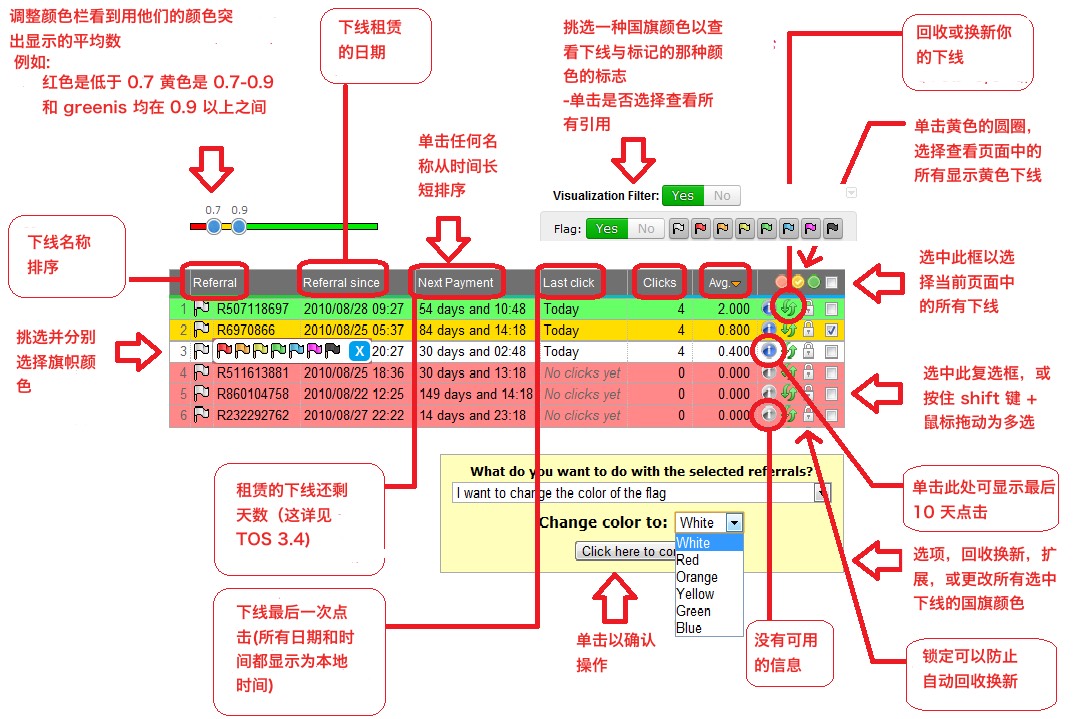 调整颜色栏看到用他们的颜色突
出显示的平均数
例如:
红色是低于 0.7 黄色是 0.7-0.9
和 greenis 均在 0.9 以上之间
下线租赁
的日期
挑选一种国旗颜色以查
看下线与标记的那种颜
色的标志
-单击是否选择查看所
有引用
回收或换新你
的下线
单击任何名
称从时间长
短排序
单击黄色的圆圈，
选择查看页面中的
所有显示黄色下线
Visualization Filter: Yes No
Flag: Yes No
0.7 0.9
下线名称
排序
选中此框以选
择当前页面中
的所有下线
Referral Referral since Next Payment Last click Clicks Avg.
1 R507118697 2010/08/28 09:27 54 days and 10:48 Today 4 2.000
2 R6970866 2010/08/25 05:37 84 days and 14:18 Today 4 0.800
3 X 20:27 30 days and 02:48 Today 4 0.400
4 R511613881 2010/08/25 18:36 30 days and 13:18 No clicks yet 0 0.000
5 R860104758 2010/08/22 12:25 149 days and 14:18 No clicks yet 0 0.000
6 R232292762 2010/08/27 22:22 14 days and 23:18 No clicks yet 0 0.000
挑选并分别
选择旗帜颜
色
选中此复选框，或
按住 shift 键 +
鼠标拖动为多选
What do you want to do with the selected referrals?
I want to change the color of the flag
Change color to: White
Click here to con
White
Red
Orange
Yellow
Green
Blue
租赁的下线还剩
天数（这详见
TOS 3.4)
单击此处可显示最后
10 天点击
选项，回收换新，扩
展，或更改所有选中
下线的国旗颜色
下线最后一次点
击(所有日期和时
间都显示为本地
时间)
单击以确认
操作
没有可用
的信息
锁定可以防止
自动回收换新